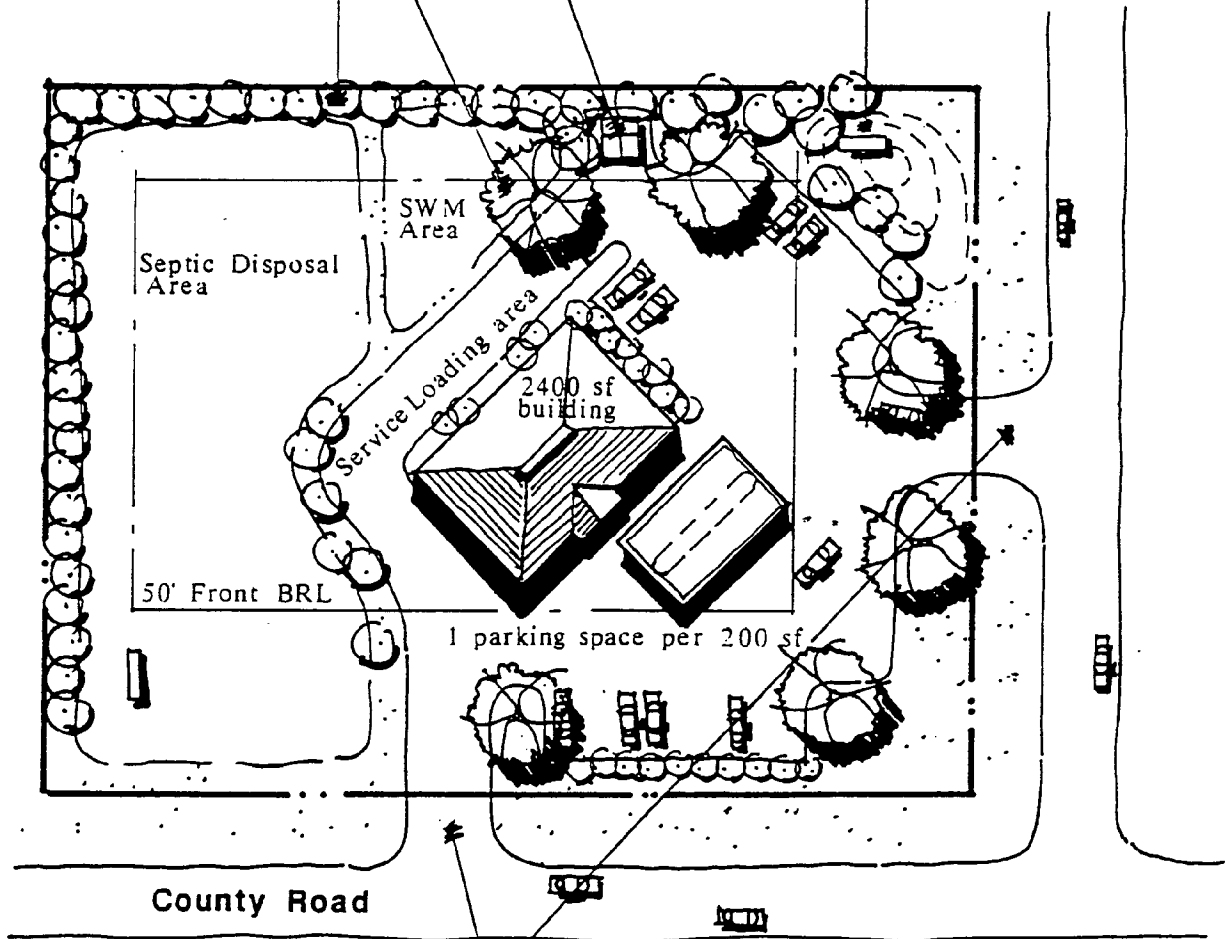 SWM
Area
Septic Disposal
Area
Service Loading area
2400 sf
building
50' Front BRL
1 parking space per 200 sf
County Road